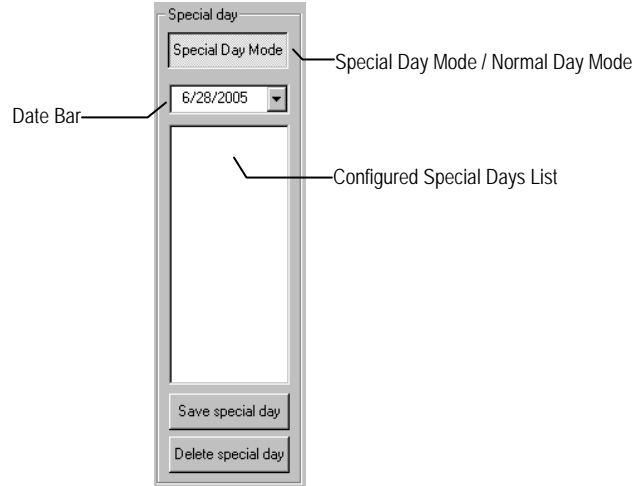 Special day
Special Day Mode
Special Day Mode / Normal Day Mode
6/28/2005
Date Bar
Configured Special Days List
Save special day
Delete special day